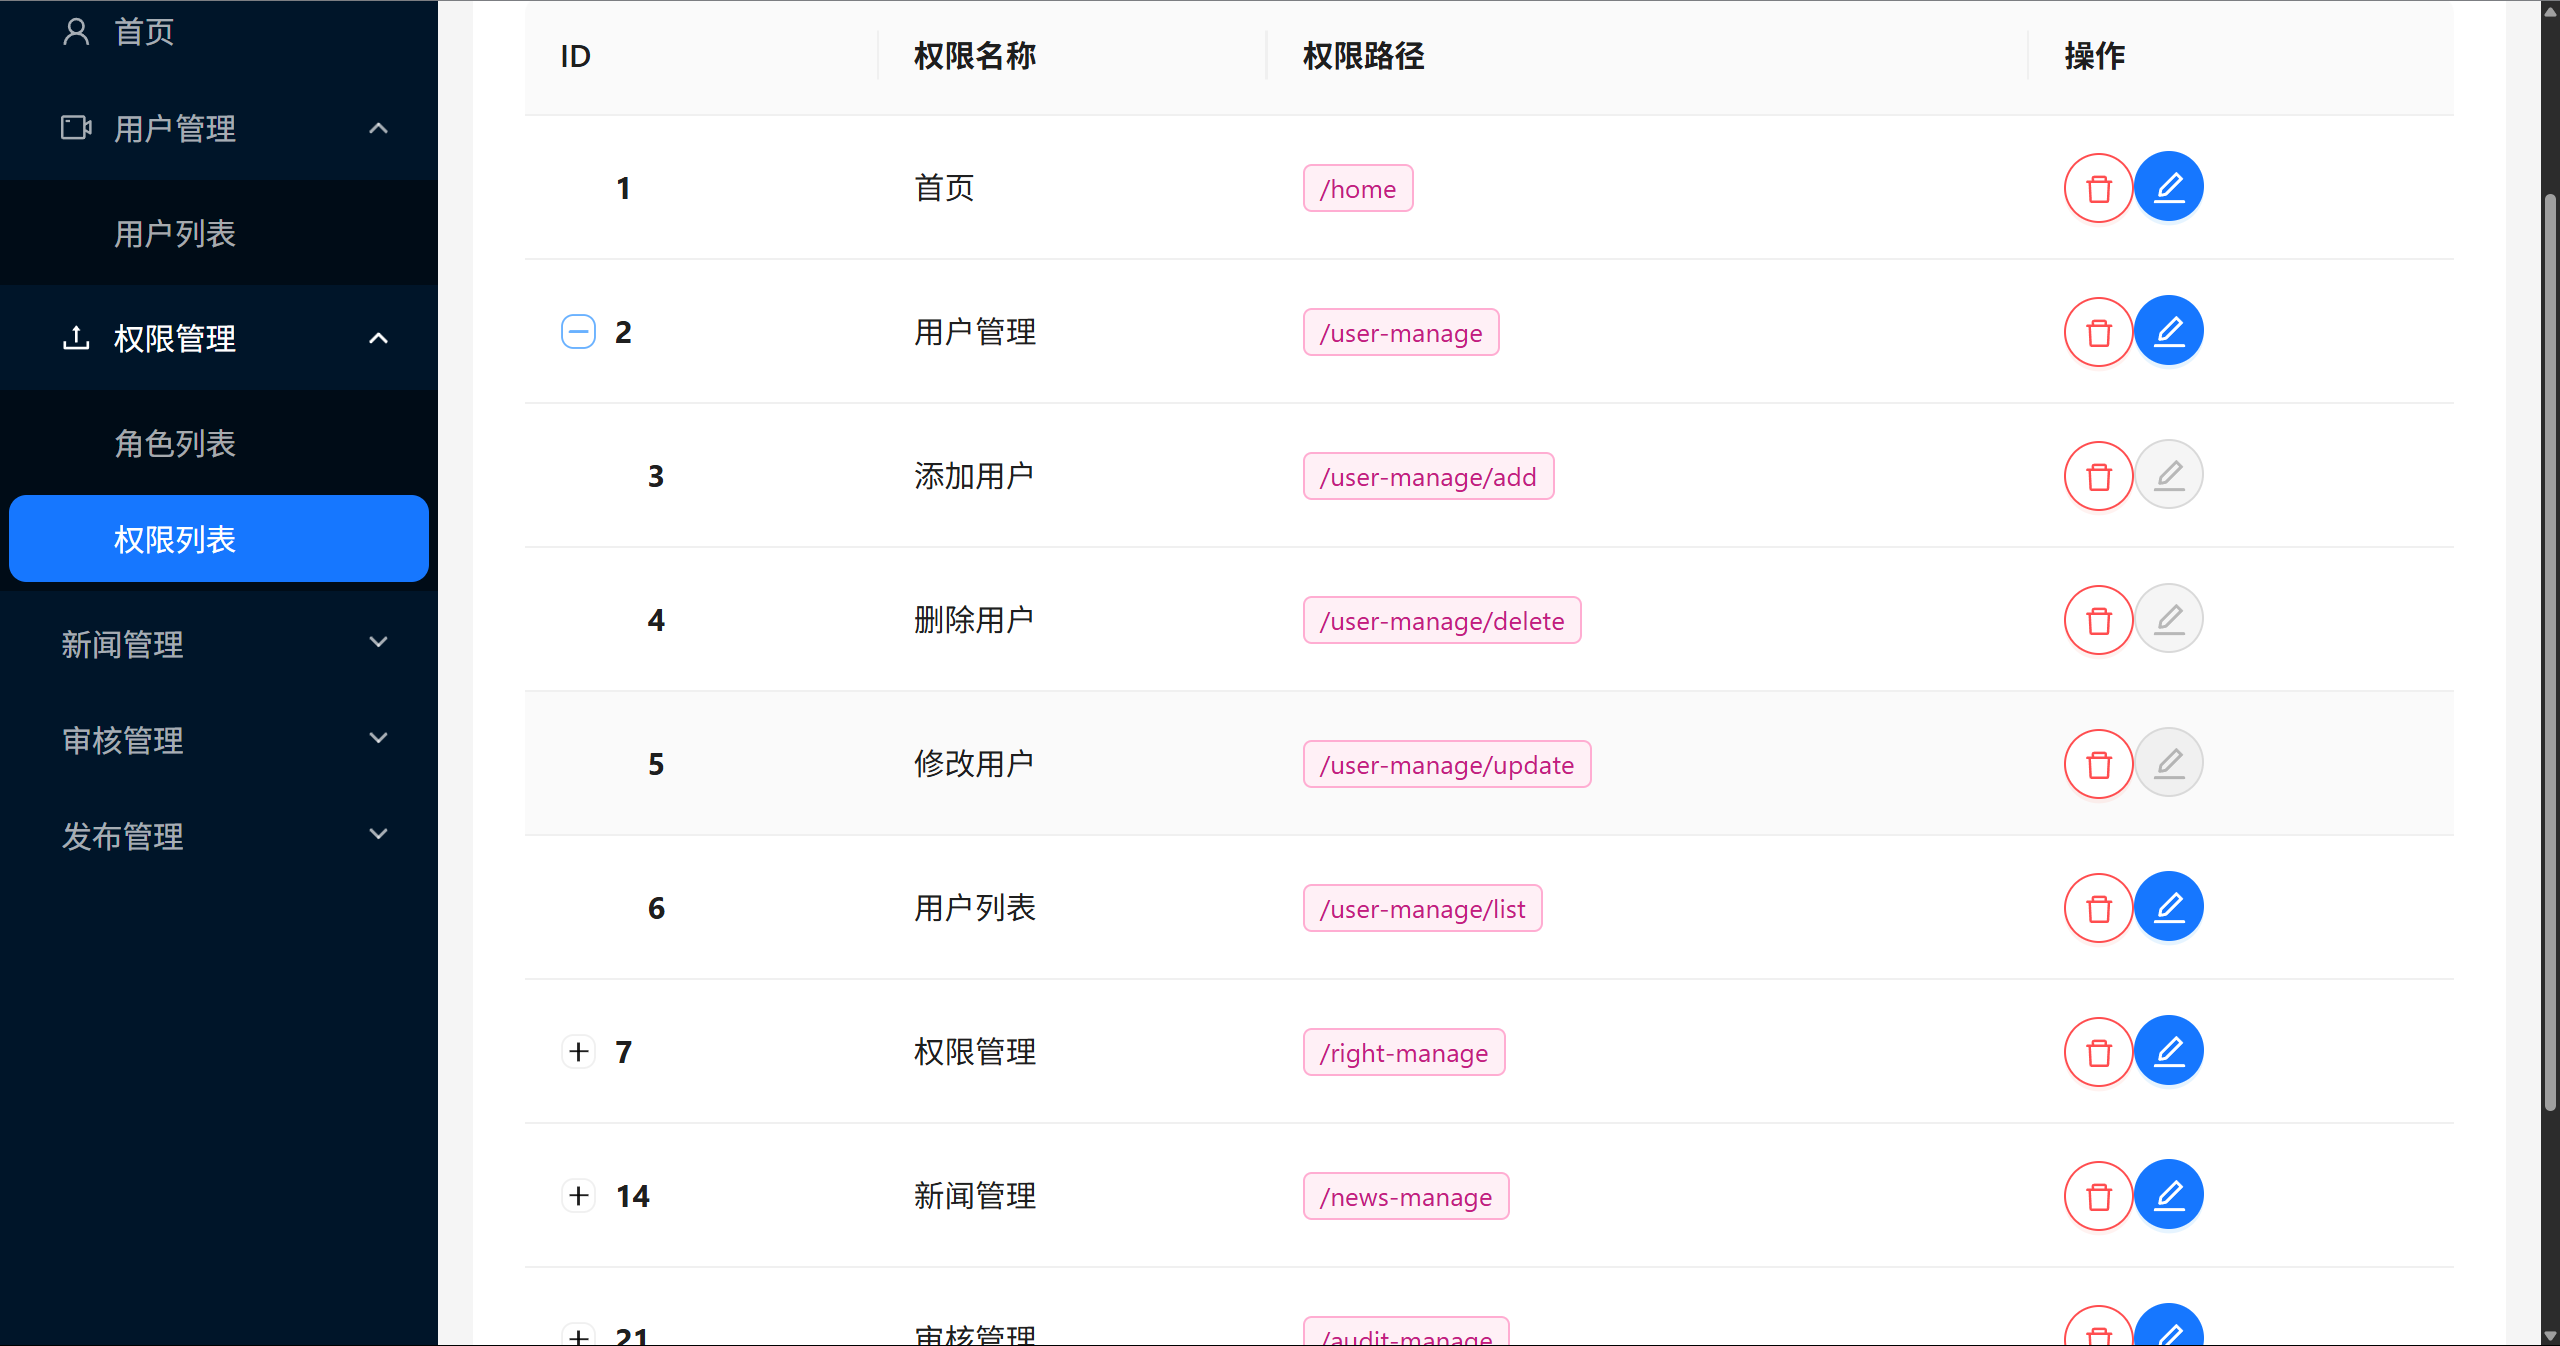 首页
用户管理
用户列表
权限管理
角色列表
权限列表
新闻管理
审核管理
发布管理
ID 权限名称 权限路径 操作
1 首页 /home
2 用户管理 /user-manage
3 添加用户 /user-manage/add
4 删除用户 /user-manage/delete
5 修改用户 /user-manage/update
6 用户列表 /user-manage/list
7 权限管理 /right-manage
14 新闻管理 /news-manage
21 审核管理 /audit-manage